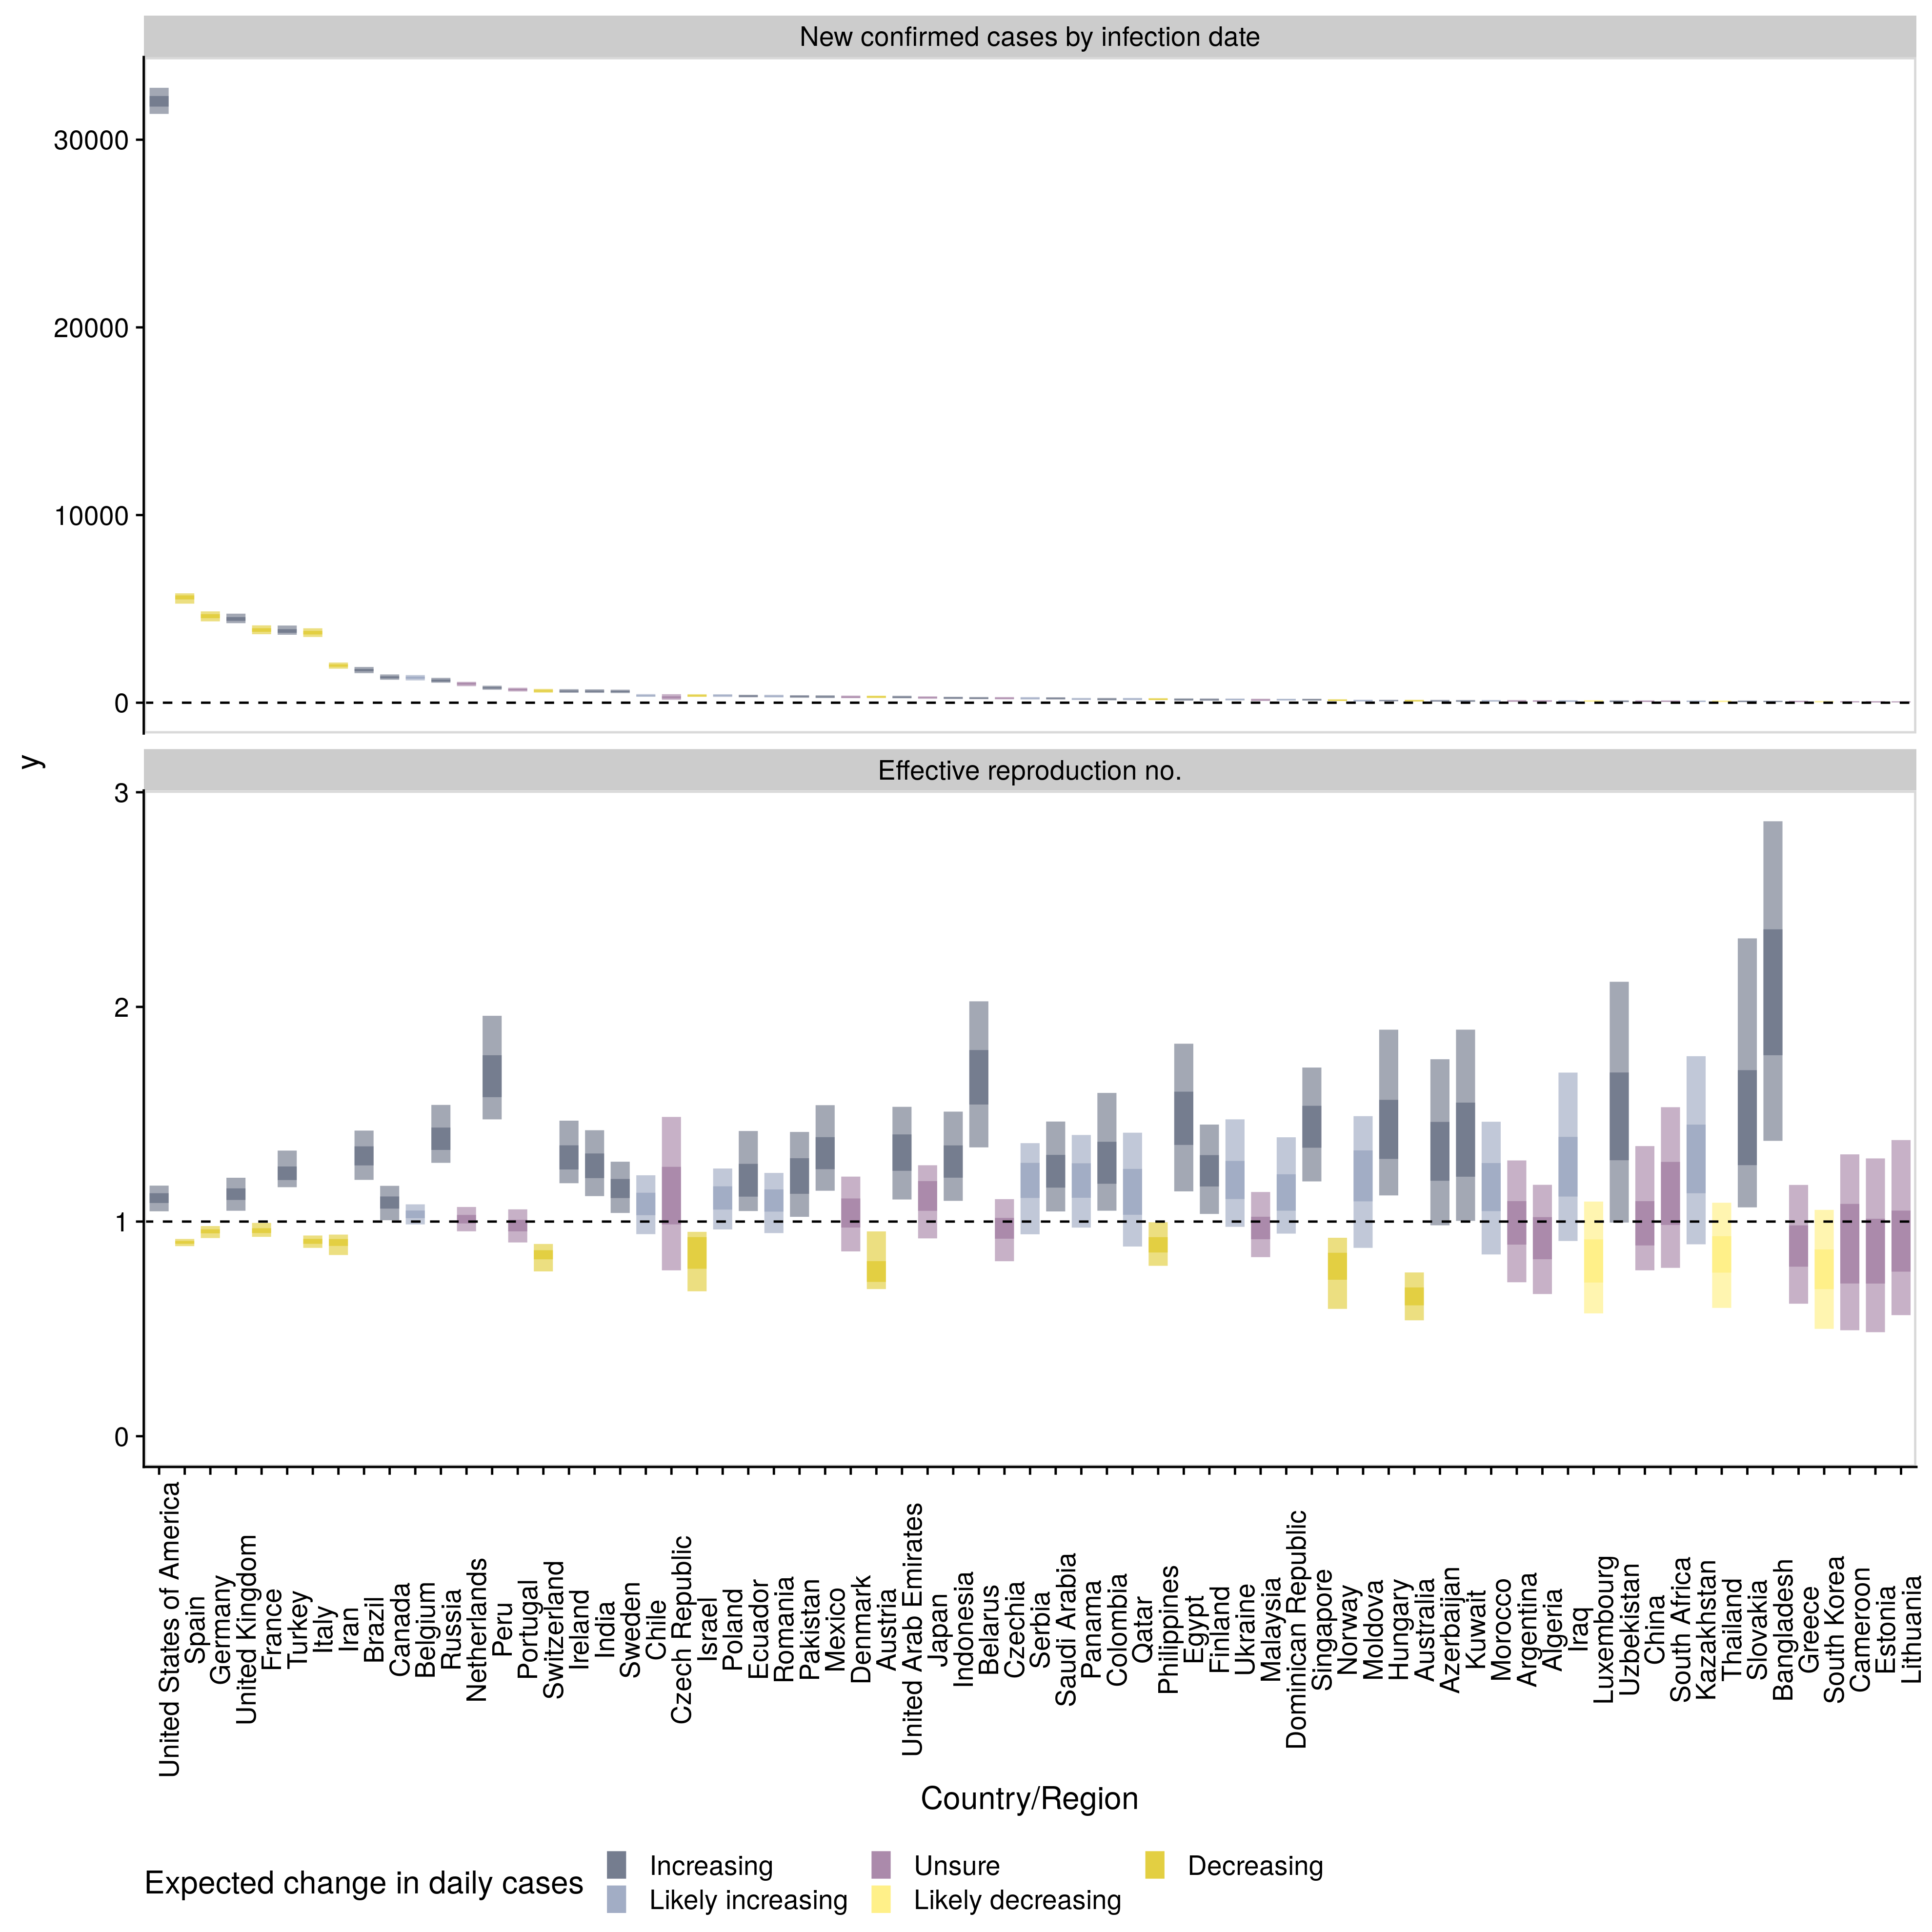 New confirmed cases by infection date
30000
20000
10000
0
y
Effective reproduction no.
3
2
1
0
United States of America
Spain
Germany
United Kingdom
France
Turkey
Italy
Iran
Brazil
Canada
Belgium
Russia
Netherlands
Peru
Portugal
Switzerland
Ireland
India
Sweden
Chile
Czech Republic
Israel
Poland
Ecuador
Romania
Pakistan
Mexico
Denmark
Austria
United Arab Emirates
Japan
Indonesia
Belarus
Czechia
Serbia
Saudi Arabia
Panama
Colombia
Qatar
Philippines
Egypt
Finland
Ukraine
Malaysia
Dominican Republic
Singapore
Norway
Moldova
Hungary
Australia
Azerbaijan
Kuwait
Morocco
Argentina
Algeria
Iraq
Luxembourg
Uzbekistan
China
South Africa
Kazakhstan
Thailand
Slovakia
Bangladesh
Greece
South Korea
Cameroon
Estonia
Lithuania
Country/Region
Expected change in daily cases
Increasing
Unsure
Decreasing
Likely increasing
Likely decreasing